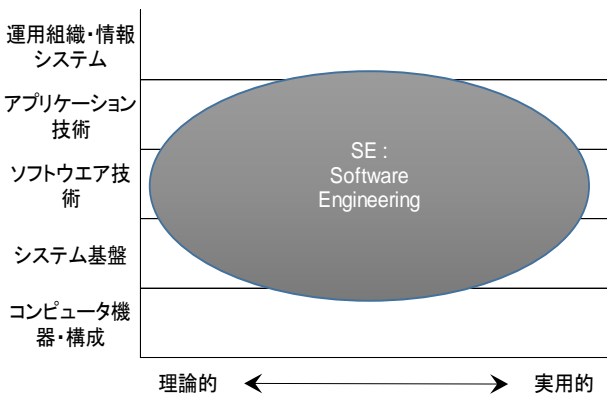 運用組織・情報
システム
アプリケーション
技術
ソフトウエア技
術
システム基盤
コンピュータ機
器・構成
SE :
Software
Engineering
理論的
実用的